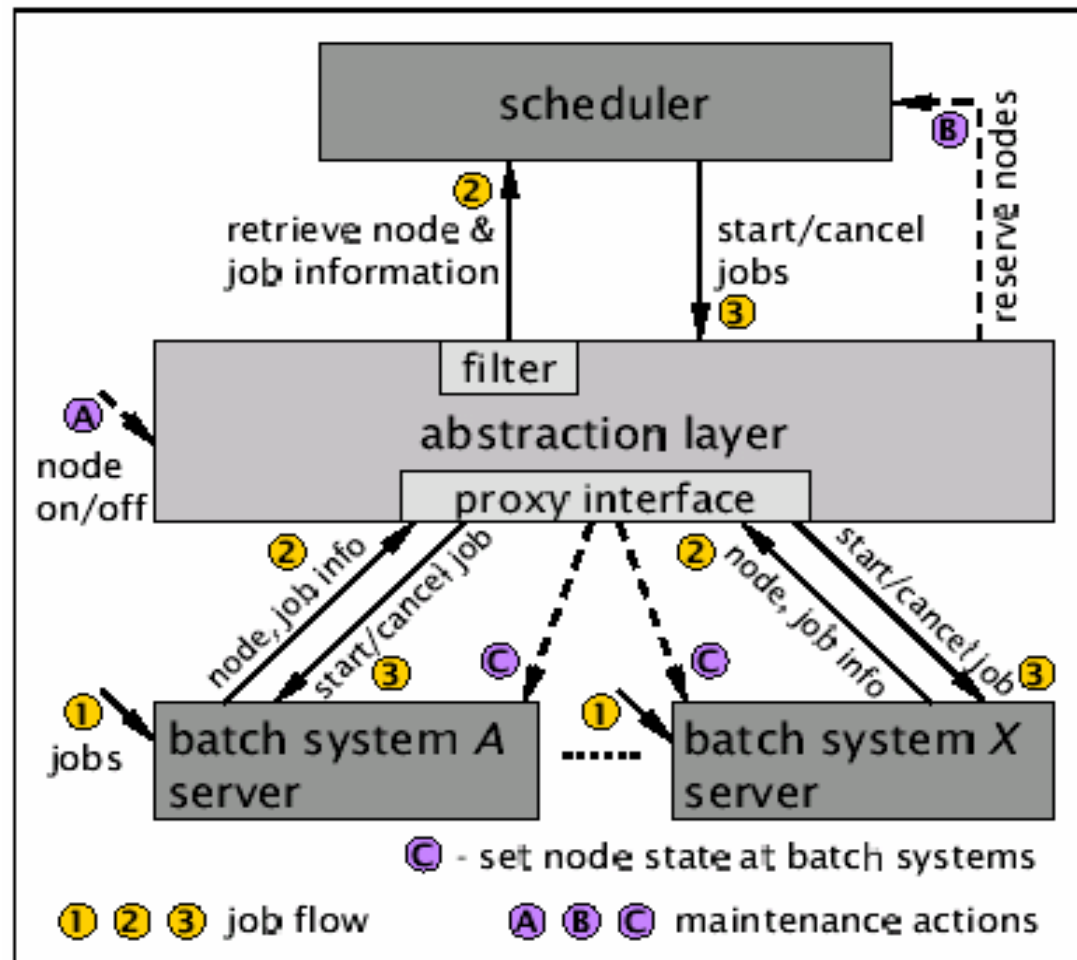 scheduler
B
reserve nodes
2
retrieve node &
job information
start/cancel
jobs
3
filter
A
abstraction layer
node
on/off
proxy interface
2
node, job info
start/cancel job
3
C
C
2
node, job info
start/cancel job
3
1
jobs
batch system A
server
1
batch system X
server
C - set node state at batch systems
1 2 3 job flow
A B C maintenance actions